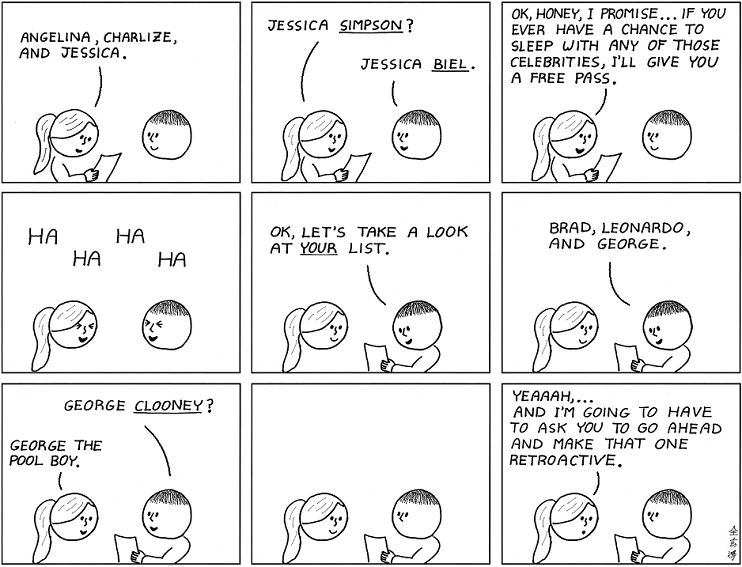 ANGELINA, CHARLIZE,
AND JESSICA.
JESSICA SIMPSON?
JESSICA BIEL.
OK, HONEY, I PROMISE... IF YOU
EVER HAVE A CHANCE TO
SLEEP WITH ANY OF THOSE
CELEBRITIES, I'LL GIVE YOU
A FREE PASS.
HA
HA
HA
HA
OK, LET'S TAKE A LOOK
AT YOUR LIST.
BRAD, LEONARDO,
AND GEORGE.
GEORGE CLOONEY?
GEORGE THE
POOL BOY.
YEAAAH,...
AND I'M GOING TO HAVE
TO ASK YOU TO GO AHEAD
AND MAKE THAT ONE
RETROACTIVE.